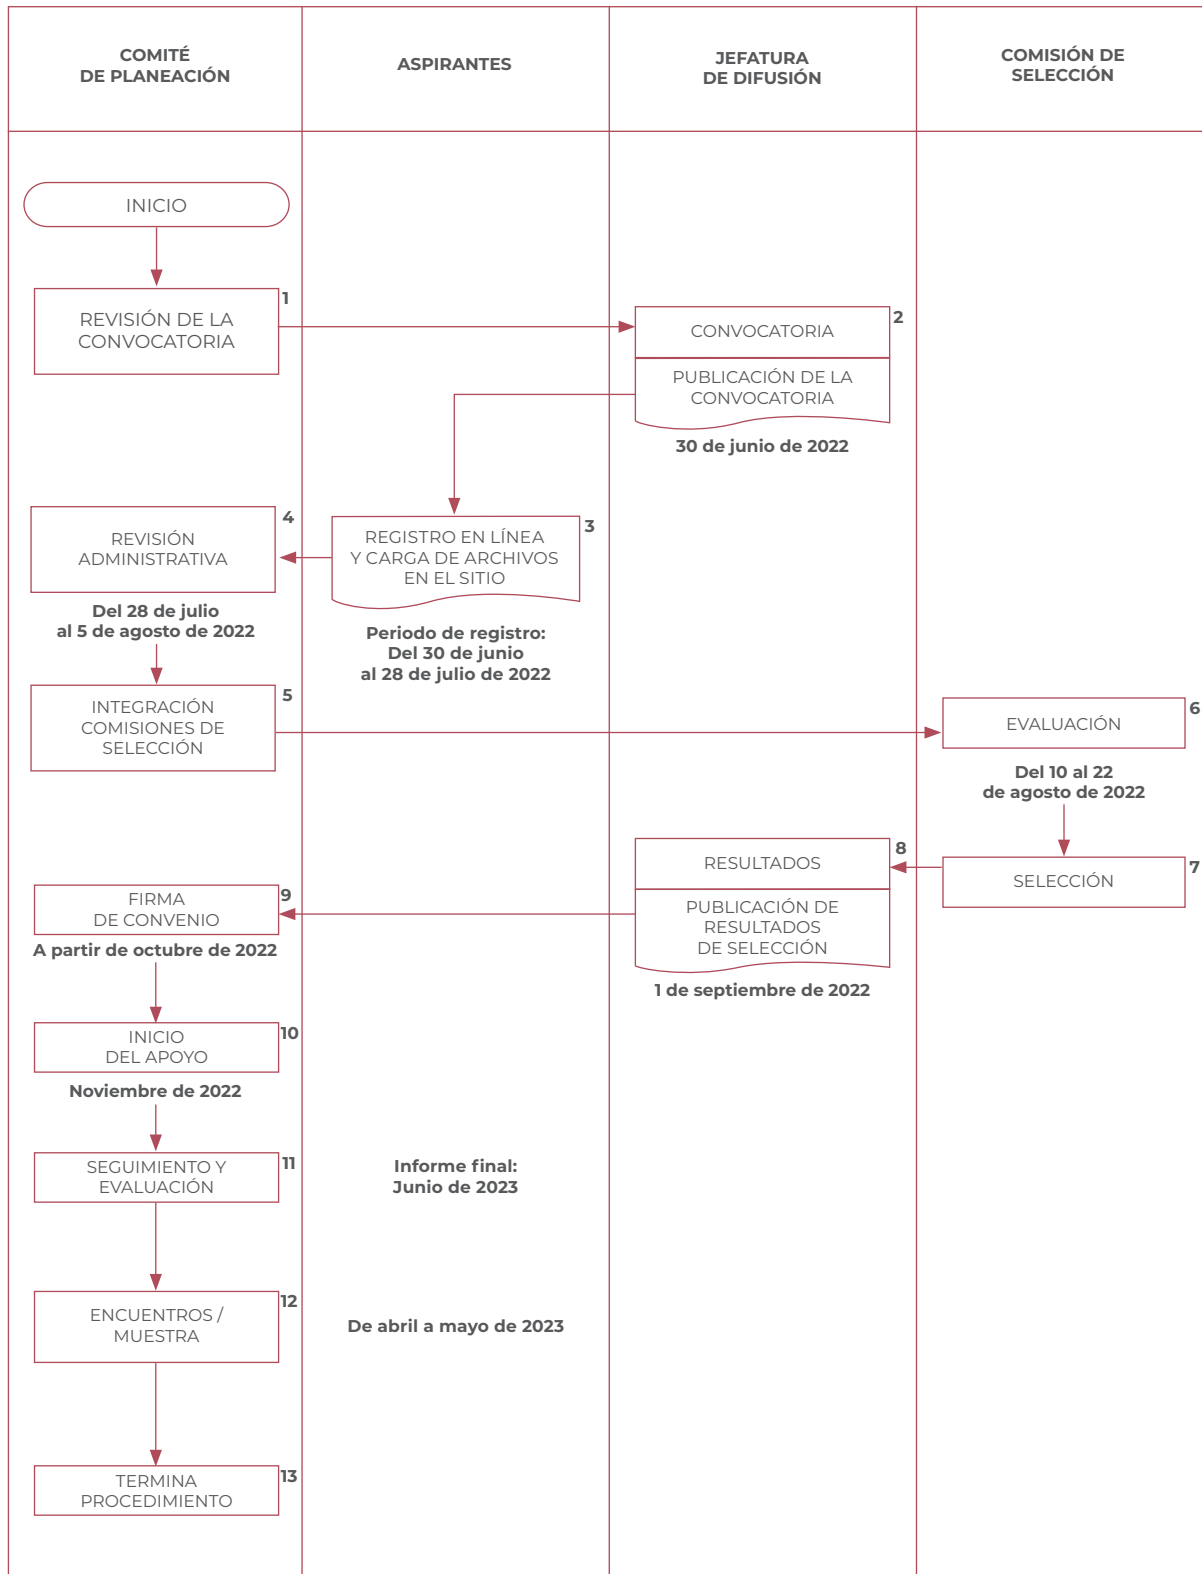 COMITÉ
DE PLANEACIÓN
ASPIRANTES
JEFATURA
DE DIFUSIÓN
COMISIÓN DE
SELECCIÓN
INICIO
1
REVISIÓN DE LA
CONVOCATORIA
2
CONVOCATORIA
PUBLICACIÓN DE LA
CONVOCATORIA
30 de junio de 2022
3
REGISTRO EN LÍNEA
Y CARGA DE ARCHIVOS
EN EL SITIO
Periodo de registro:
Del 30 de junio
al 28 de julio de 2022
4
REVISIÓN
ADMINISTRATIVA
Del 28 de julio
al 5 de agosto de 2022
5
INTEGRACIÓN
COMISIONES DE
SELECCIÓN
6
EVALUACIÓN
Del 10 al 22
de agosto de 2022
7
SELECCIÓN
8
RESULTADOS
PUBLICACIÓN DE
RESULTADOS
DE SELECCIÓN
1 de septiembre de 2022
9
FIRMA
DE CONVENIO
A partir de octubre de 2022
10
INICIO
DEL APOYO
Noviembre de 2022
11
SEGUIMIENTO Y
EVALUACIÓN
Informe final:
Junio de 2023
12
ENCUENTROS /
MUESTRA
De abril a mayo de 2023
13
TERMINA
PROCEDIMIENTO